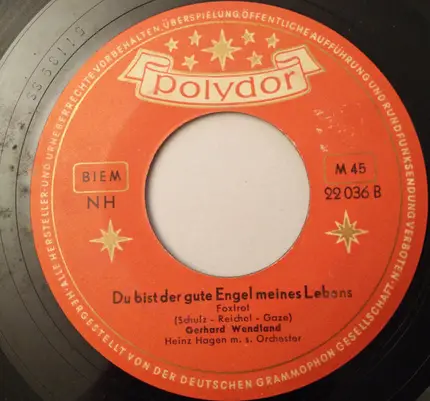 ALLE HERSTELLER-UND URHEBERRECHTE VORBEHALTEN. ÜBERSPIELUNG, ÖFFENTLICHE AUFFÜHRUNG UND RUNDFUNKSENDUNG VERBOTEN.
polydor
BIEM
NH
M 45
22 036 B
Du bist der gute Engel meines Lebens
Foxtrot
(Schulz - Reichel - Gaze)
Gerhard Wendland
Heinz Hagen m. s. Orchester
HERGESTELLT VON DER DEUTSCHEN GRAMMOPHON GESELLSCHAFT.